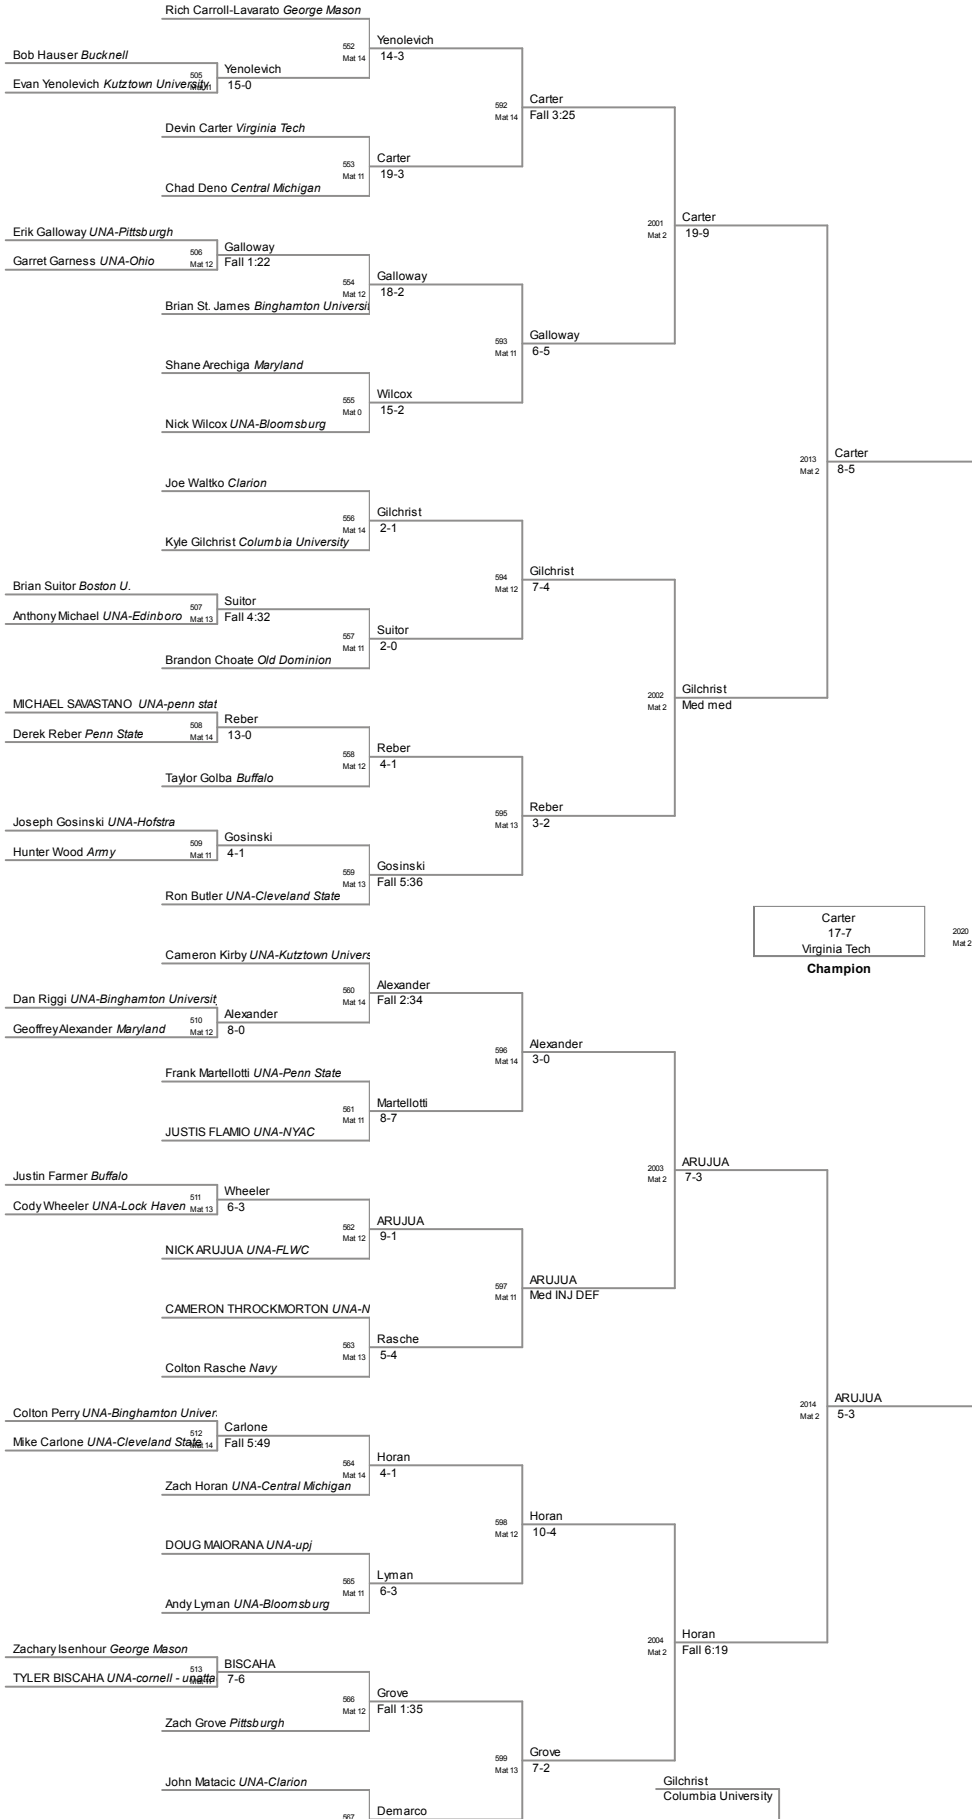 Rich Carroll-Lavarato George Mason
552
Mat 14
Yenolevich
14-3
Bob Hauser Bucknell
505
Yenolevich
15-0
Evan Yenolevich Kutztown University
592
Mat 14
Carter
Fall 3:25
Devin Carter Virginia Tech
553
Mat 11
Carter
19-3
Chad Deno Central Michigan
2001
Mat 2
Carter
19-9
Erik Galloway UNA-Pittsburgh
506
Mat 12
Galloway
Fall 1:22
Garret Garness UNA-Ohio
554
Mat 12
Galloway
18-2
Brian St. James Binghamton Universit
593
Mat 11
Galloway
6-5
Shane Arechiga Maryland
555
Mat 0
Wilcox
15-2
Nick Wilcox UNA-Bloomsburg
2013
Mat 2
Carter
8-5
Joe Waltko Clarion
556
Mat 14
Gilchrist
2-1
Kyle Gilchrist Columbia University
594
Mat 12
Gilchrist
7-4
Brian Suitor Boston U.
507
Mat 13
Suitor
Fall 4:32
Anthony Michael UNA-Edinboro
557
Mat 11
Suitor
2-0
Brandon Choate Old Dominion
2002
Mat 2
Gilchrist
Med med
MICHAEL SAVASTANO UNA-penn stat
508
Mat 14
Reber
13-0
Derek Reber Penn State
558
Mat 12
Reber
4-1
Taylor Golba Buffalo
595
Mat 13
Reber
3-2
Joseph Gosinski UNA-Hofstra
509
Mat 11
Gosinski
4-1
Hunter Wood Army
559
Mat 13
Gosinski
Fall 5:36
Ron Butler UNA-Cleveland State
Carter
17-7
Virginia Tech
Champion
2020
Mat 2
Cameron Kirby UNA-Kutztown Univers
560
Mat 14
Alexander
Fall 2:34
Dan Riggi UNA-Binghamton University
510
Mat 12
Alexander
8-0
Geoffrey Alexander Maryland
596
Mat 14
Alexander
3-0
Frank Martellotti UNA-Penn State
561
Mat 11
Martellotti
8-7
JUSTIS FLAMIO UNA-NYAC
2003
Mat 2
ARUJUA
7-3
Justin Farmer Buffalo
511
Mat 13
Wheeler
6-3
Cody Wheeler UNA-Lock Haven
562
Mat 12
ARUJUA
9-1
NICK ARUJUA UNA-FLWC
597
Mat 11
ARUJUA
Med INJ DEF
CAMERON THROCKMORTON UNA-N
563
Mat 13
Rasche
5-4
Colton Rasche Navy
2014
Mat 2
ARUJUA
5-3
Colton Perry UNA-Binghamton Univer
512
Carlone
Fall 5:49
Mike Carlone UNA-Cleveland State
564
Mat 14
Horan
4-1
Zach Horan UNA-Central Michigan
598
Mat 12
Horan
10-4
DOUG MAIORANA UNA-upj
565
Mat 11
Lyman
6-3
Andy Lyman UNA-Bloomsburg
2004
Mat 2
Horan
Fall 6:19
Zachary Isenhour George Mason
513
BISCAHA
7-6
TYLER BISCAHA UNA-cornell - unatta
566
Mat 12
Grove
Fall 1:35
Zach Grove Pittsburgh
599
Mat 13
Grove
7-2
John Matacic UNA-Clarion
567
Demarco
Gilchrist
Columbia University